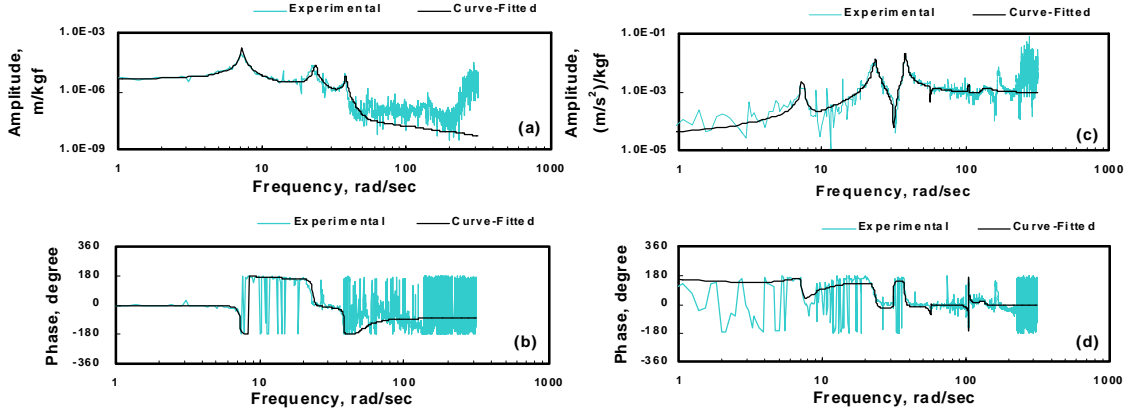 Experimental Curve-Fitted
Amplitude, m/kgf
1.0E-03
1.0E-06
1.0E-09
(a)
1 10 100 1000
Frequency, rad/sec
Experimental Curve-Fitted
Amplitude, (m/s²)/kgf
1.0E-01
1.0E-03
1.0E-05
(c)
1 10 100 1000
Frequency, rad/sec
Experimental Curve-Fitted
Phase, degree
360
180
0
-180
-360
(b)
1 10 100 1000
Frequency, rad/sec
Experimental Curve-Fitted
Phase, degree
360
180
0
-180
-360
(d)
1 10 100 1000
Frequency, rad/sec